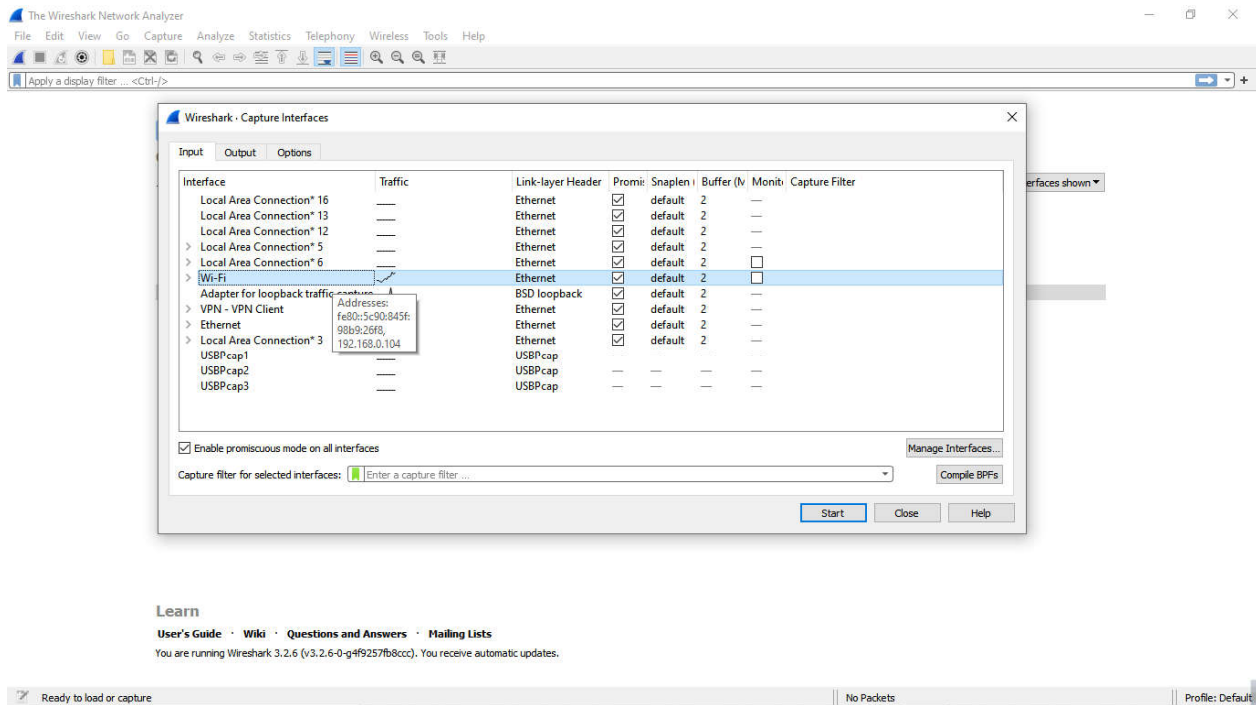 The Wireshark Network Analyzer
File Edit View Go Capture Analyze Statistics Telephony Wireless Tools Help
Apply a display filter ... <Ctrl-/>
Wireshark · Capture Interfaces
Input Output Options
Interface Traffic Link-layer Header Promis Snaplen Buffer (M Monit Capture Filter
erfaces shown
Local Area Connection* 16 Ethernet default 2 —
Local Area Connection* 13 Ethernet default 2 —
Local Area Connection* 12 Ethernet default 2 —
Local Area Connection* 5 Ethernet default 2 —
Local Area Connection* 6 Ethernet default 2
Wi-Fi Ethernet default 2
Adapter for loopback traffic capture BSD loopback default 2 —
VPN - VPN Client Ethernet default 2 —
Ethernet Ethernet default 2 —
Local Area Connection* 3 Ethernet default 2 —
USBPcap1 USBPcap
USBPcap2 USBPcap — — — —
USBPcap3 USBPcap — — — —
Addresses:
fe80::5c90:845f:
98b9:26f8,
192.168.0.104
Enable promiscuous mode on all interfaces
Manage Interfaces...
Capture filter for selected interfaces: Enter a capture filter ...
Compile BPFs
Start Close Help
Learn
User's Guide · Wiki · Questions and Answers · Mailing Lists
You are running Wireshark 3.2.6 (v3.2.6-0-g4f9257fb8ccc). You receive automatic updates.
Ready to load or capture No Packets Profile: Default